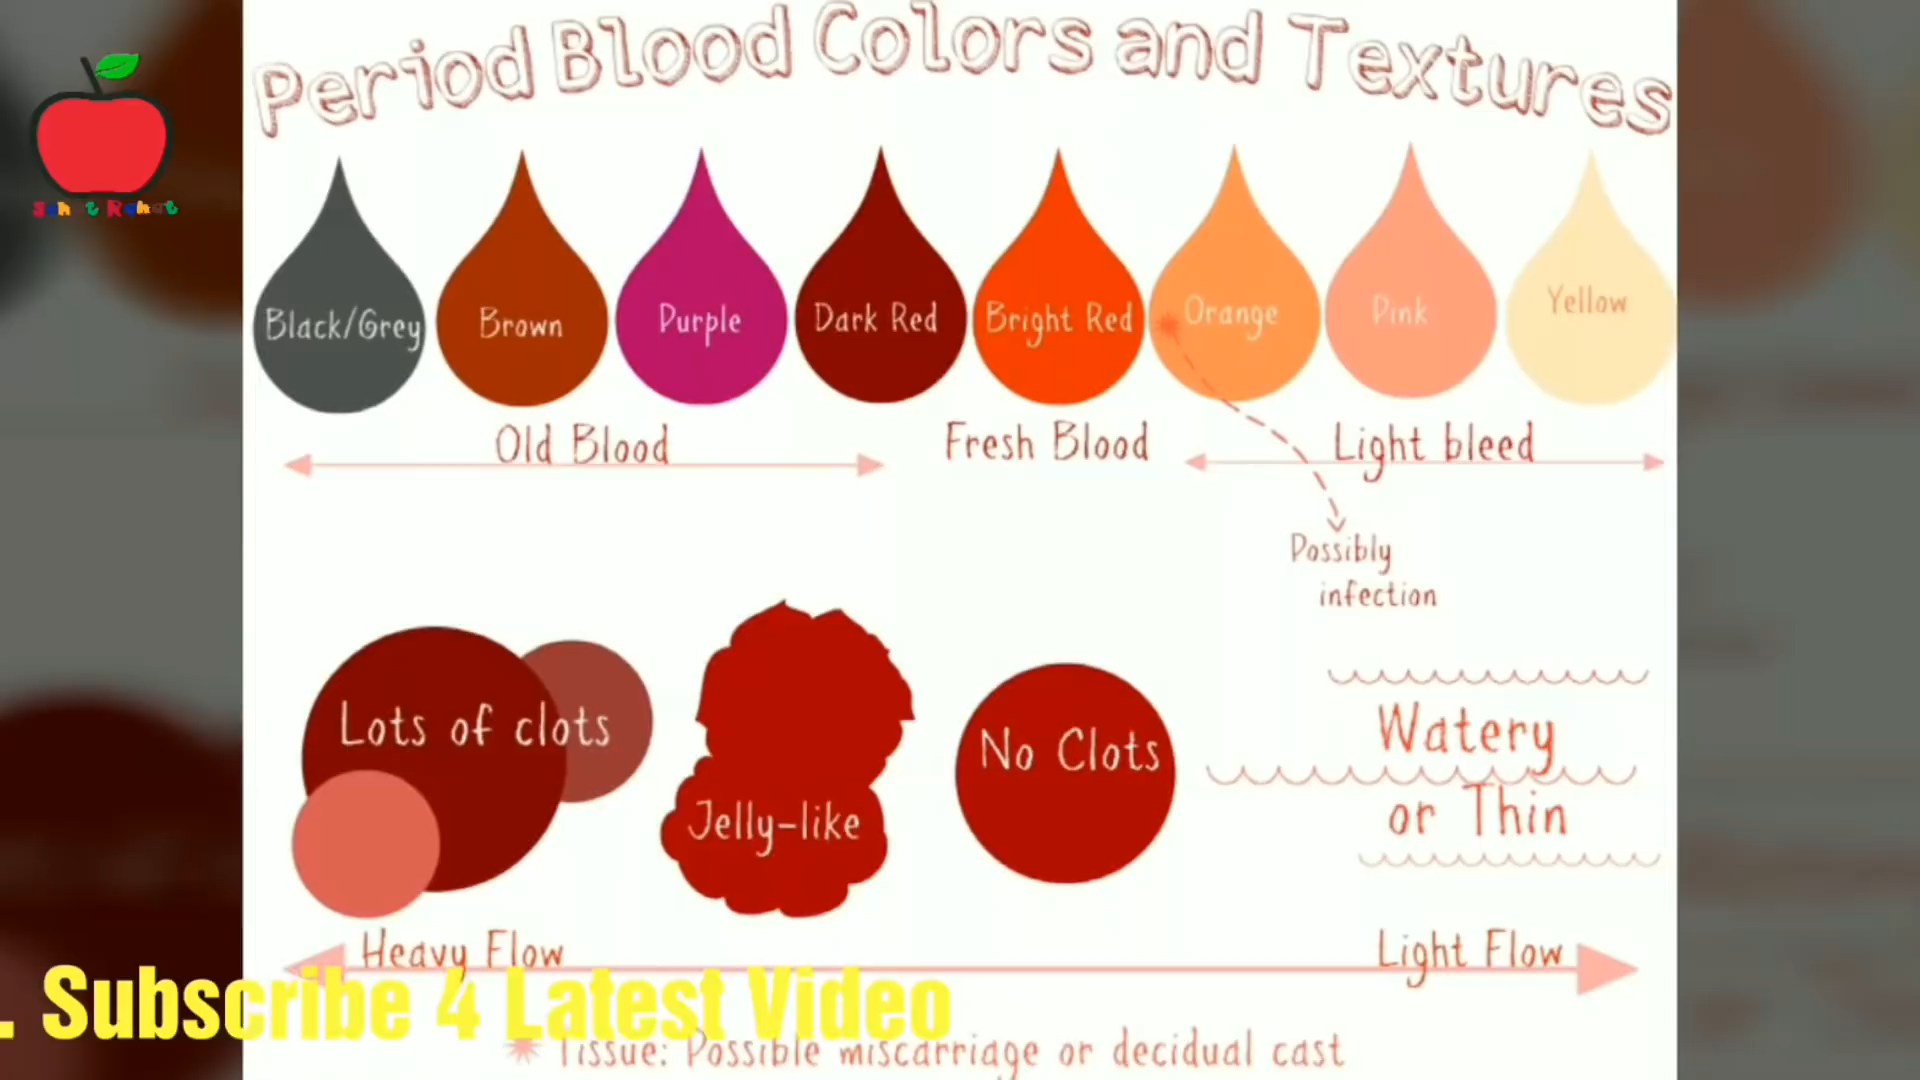 Period Blood Colors and Textures
Black/Grey
Brown
Purple
Dark Red
Bright Red
Orange
Pink
Yellow
Old Blood
Fresh Blood
Light bleed
Possibly
infection
Lots of clots
Jelly-like
No Clots
Watery
or Thin
Heavy Flow
Light Flow
. Subscribe 4 Latest Video
Tissue: Possible miscarriage or decidual cast